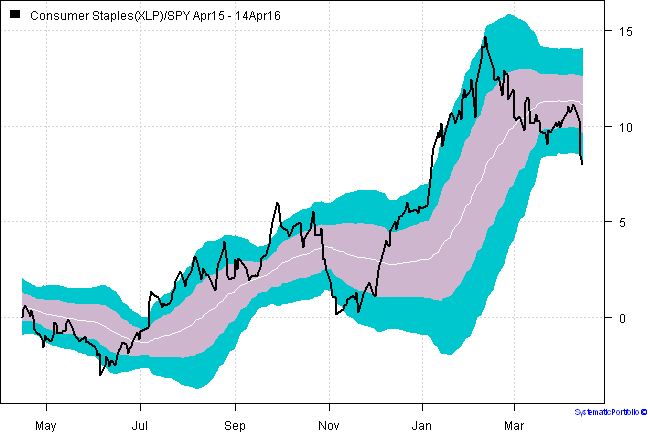 Consumer Staples(XLP)/SPY Apr15 - 14Apr16
15
10
5
0
May Jul Sep Nov Jan Mar
SystematicPortfolio ©